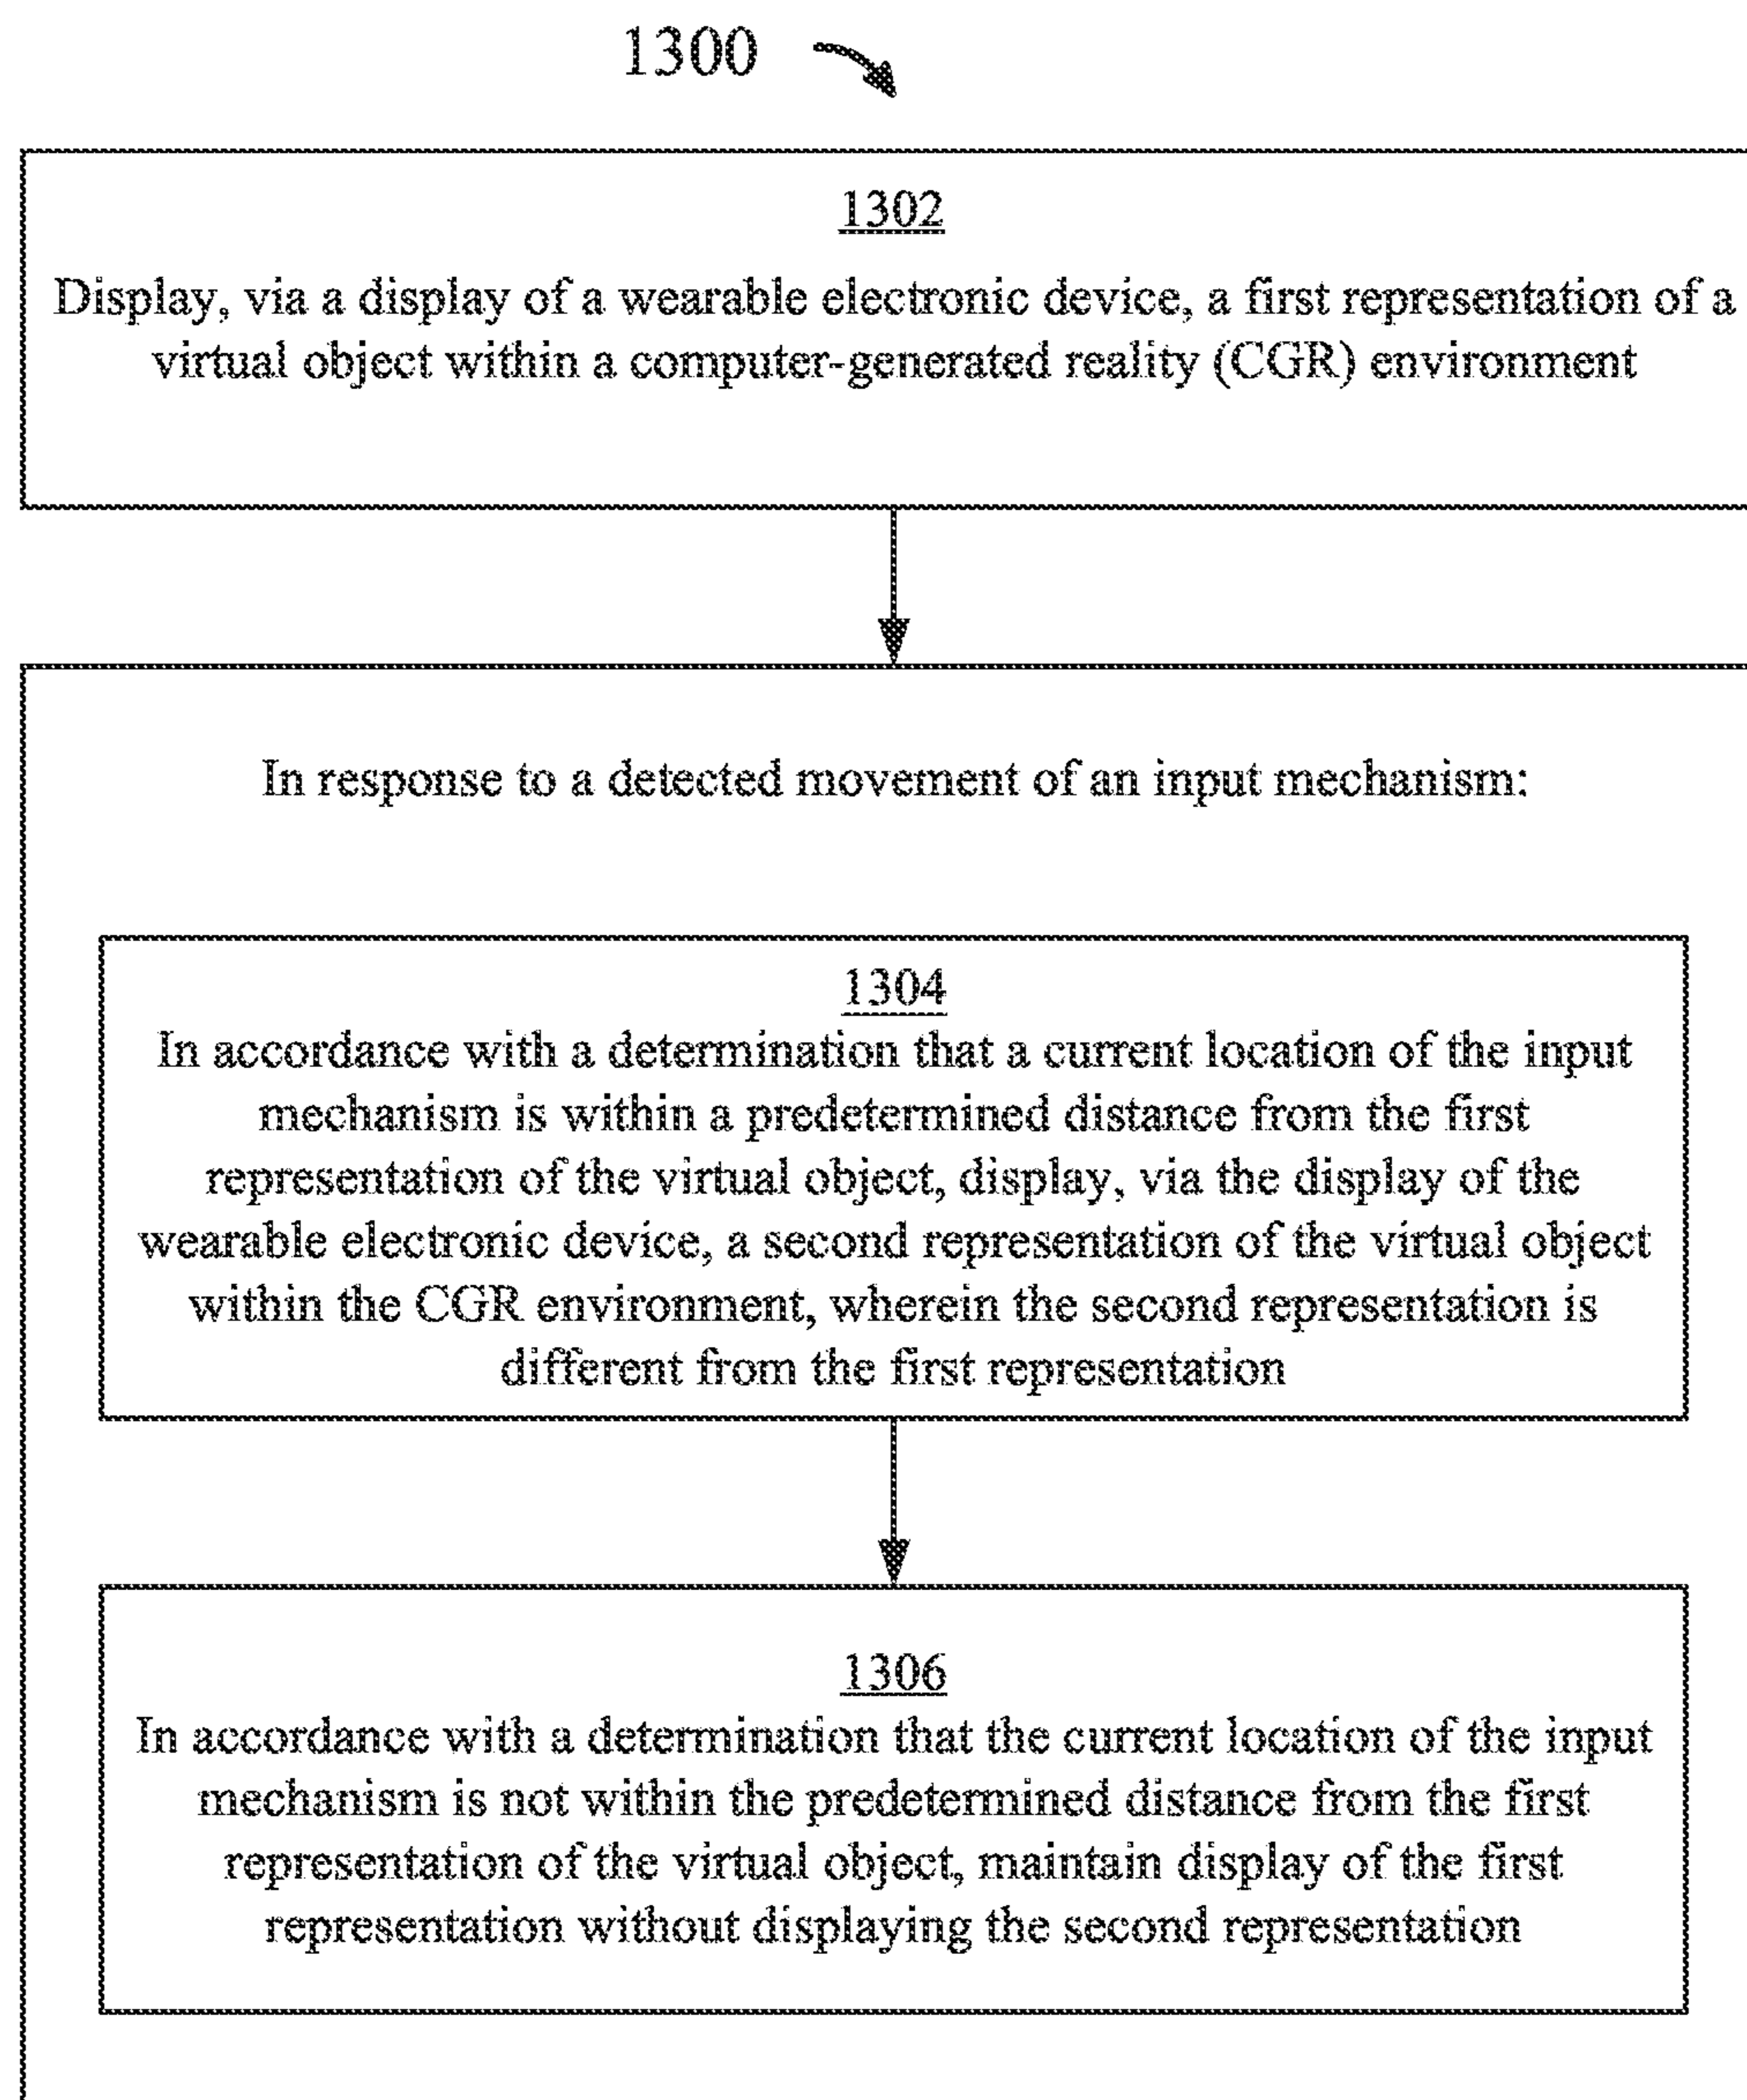 1300
1302
Display, via a display of a wearable electronic device, a first representation of a
virtual object within a computer-generated reality (CGR) environment
In response to a detected movement of an input mechanism:
1304
In accordance with a determination that a current location of the input
mechanism is within a predetermined distance from the first
representation of the virtual object, display, via the display of the
wearable electronic device, a second representation of the virtual object
within the CGR environment, wherein the second representation is
different from the first representation
1306
In accordance with a determination that the current location of the input
mechanism is not within the predetermined distance from the first
representation of the virtual object, maintain display of the first
representation without displaying the second representation